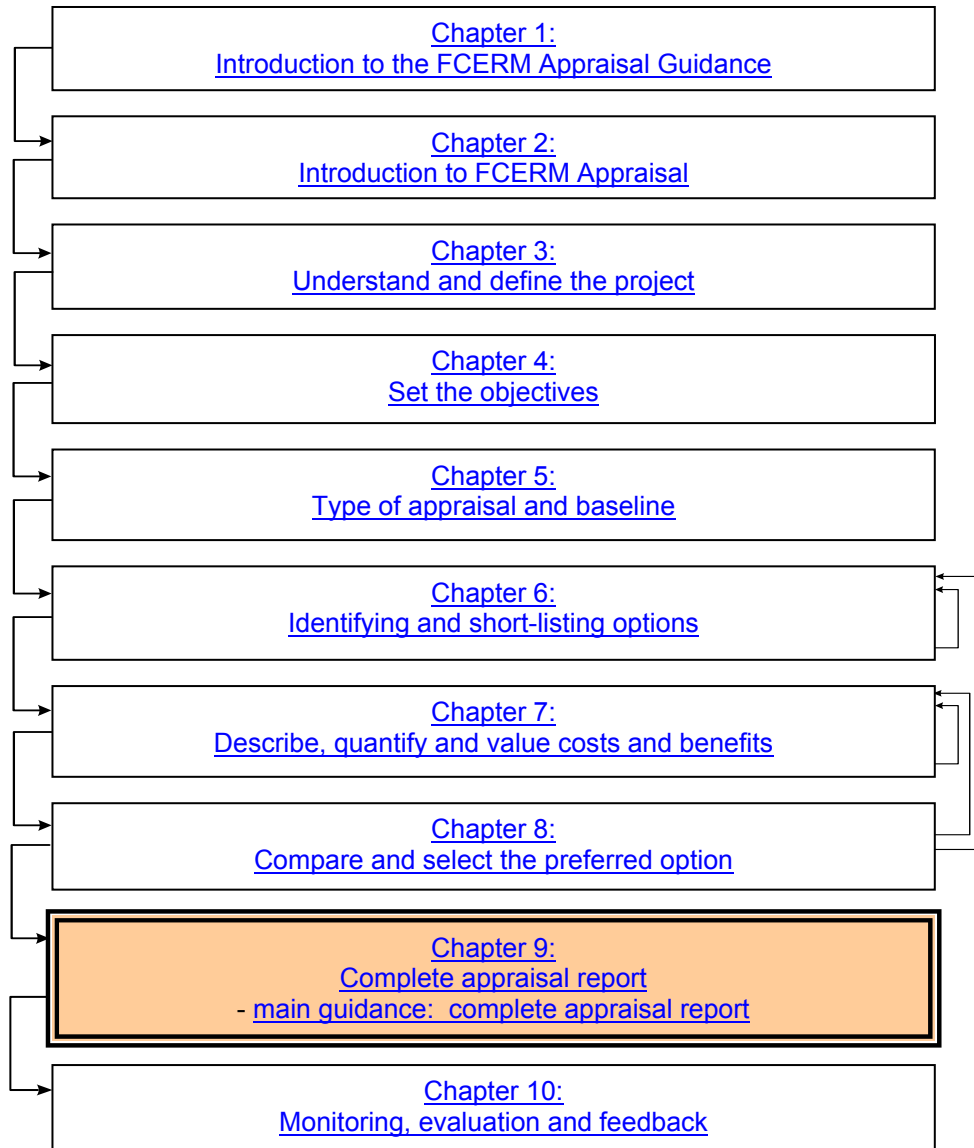 Chapter 1:
Introduction to the FCERM Appraisal Guidance
Chapter 2:
Introduction to FCERM Appraisal
Chapter 3:
Understand and define the project
Chapter 4:
Set the objectives
Chapter 5:
Type of appraisal and baseline
Chapter 6:
Identifying and short-listing options
Chapter 7:
Describe, quantify and value costs and benefits
Chapter 8:
Compare and select the preferred option
Chapter 9:
Complete appraisal report
- main guidance: complete appraisal report
Chapter 10:
Monitoring, evaluation and feedback